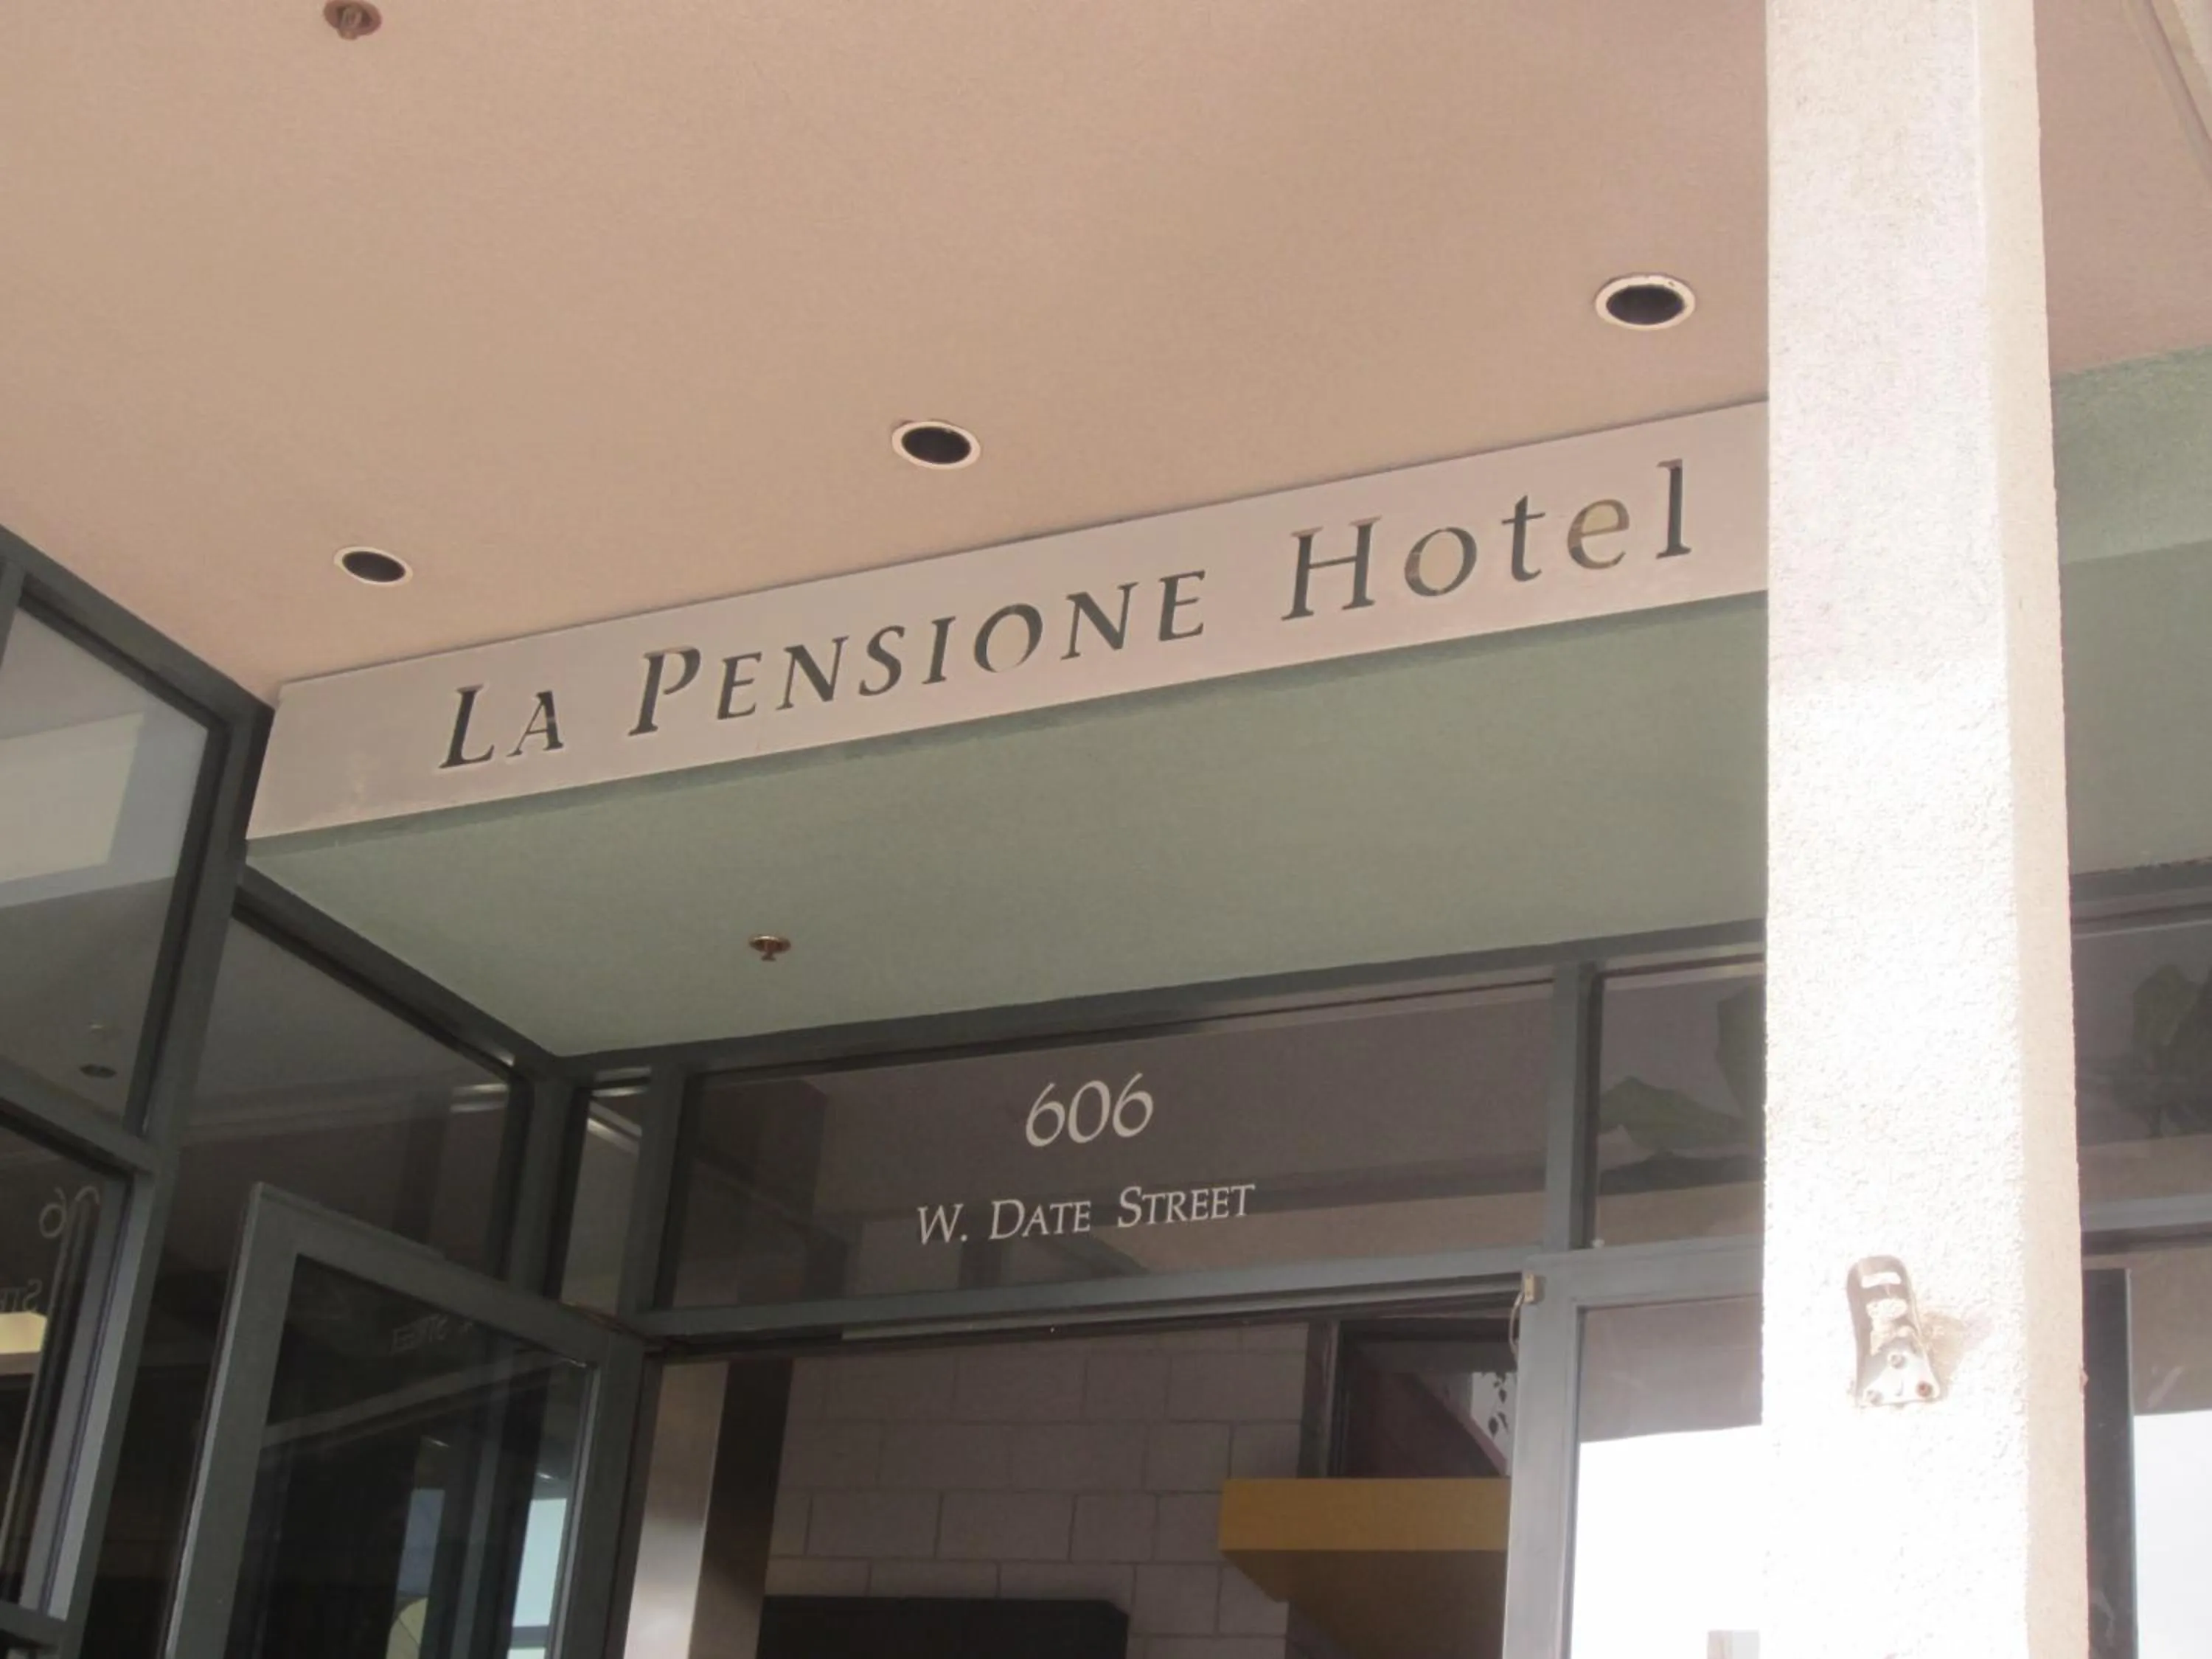 LA PENSIONE Hotel
606
W. DATE STREET